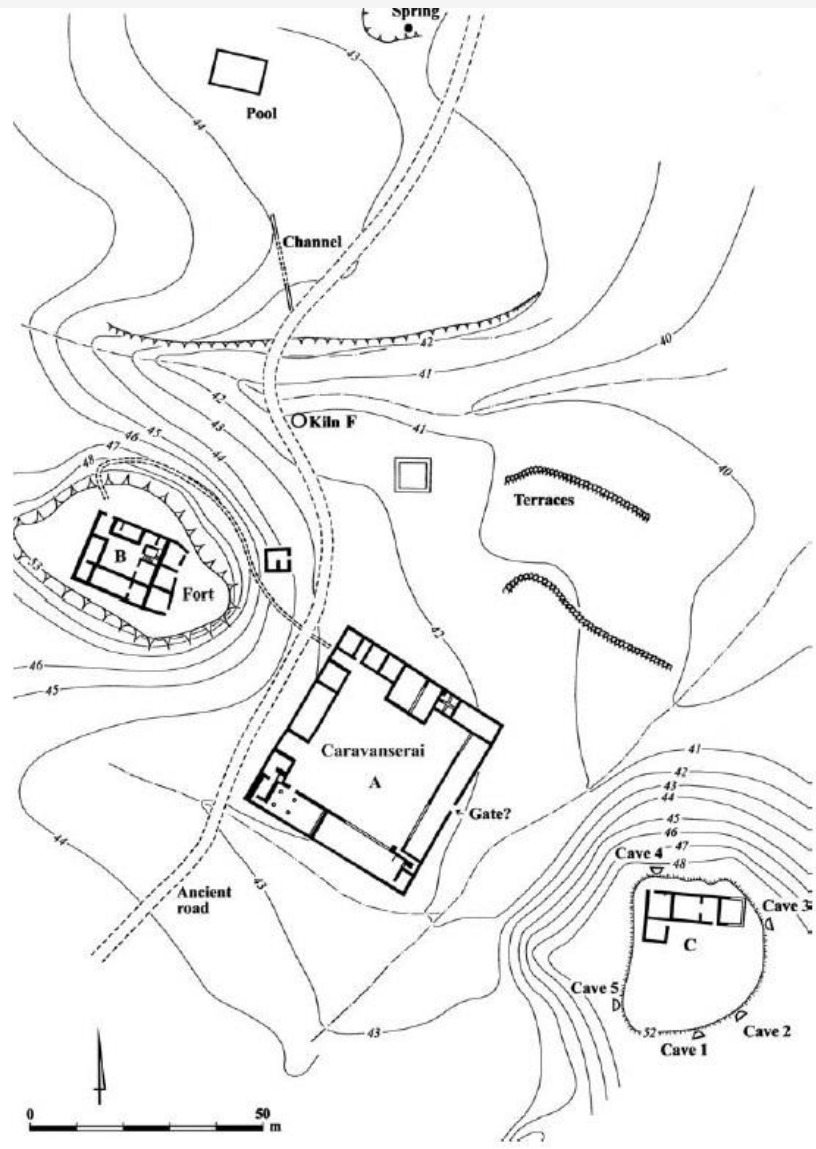 Spring
43
Pool
44
Channel
42
41
40
Kiln F
42
43
41
44
45
46
47
48
40
Terraces
B
53
Fort
42
46
45
Caravanserai
A
Gate?
41
42
43
44
45
46
47
48
Cave 4
44
43
Ancient
road
Cave 3
C
Cave 5
52
Cave 2
Cave 1
43
0
50
m